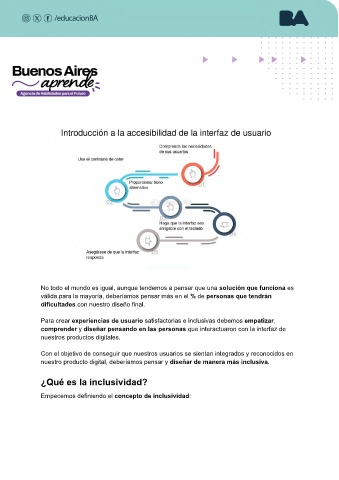 /educacionBA
BA
Buenos Aires
aprende
Agencia de Habilidades para el Futuro
Introducción a la accesibilidad de la interfaz de usuario
Comprenda las necesidades
de sus usuarios
Use el contraste de color
01
Proporcionar texto
alternativo
02
Haga que la interfaz sea
amigable con el teclado
Asegúrese de que la interfaz
responda
No todo el mundo es igual, aunque tendemos a pensar que una solución que funciona es
válida para la mayoría, deberíamos pensar más en el % de personas que tendrán
dificultades con nuestro diseño final.
Para crear experiencias de usuario satisfactorias e inclusivas debemos empatizar,
comprender y diseñar pensando en las personas que interactuaron con la interfaz de
nuestros productos digitales.
Con el objetivo de conseguir que nuestros usuarios se sientan integrados y reconocidos en
nuestro producto digital, deberíamos pensar y diseñar de manera más inclusiva.
¿Qué es la inclusividad?
Empecemos definiendo el concepto de inclusividad: